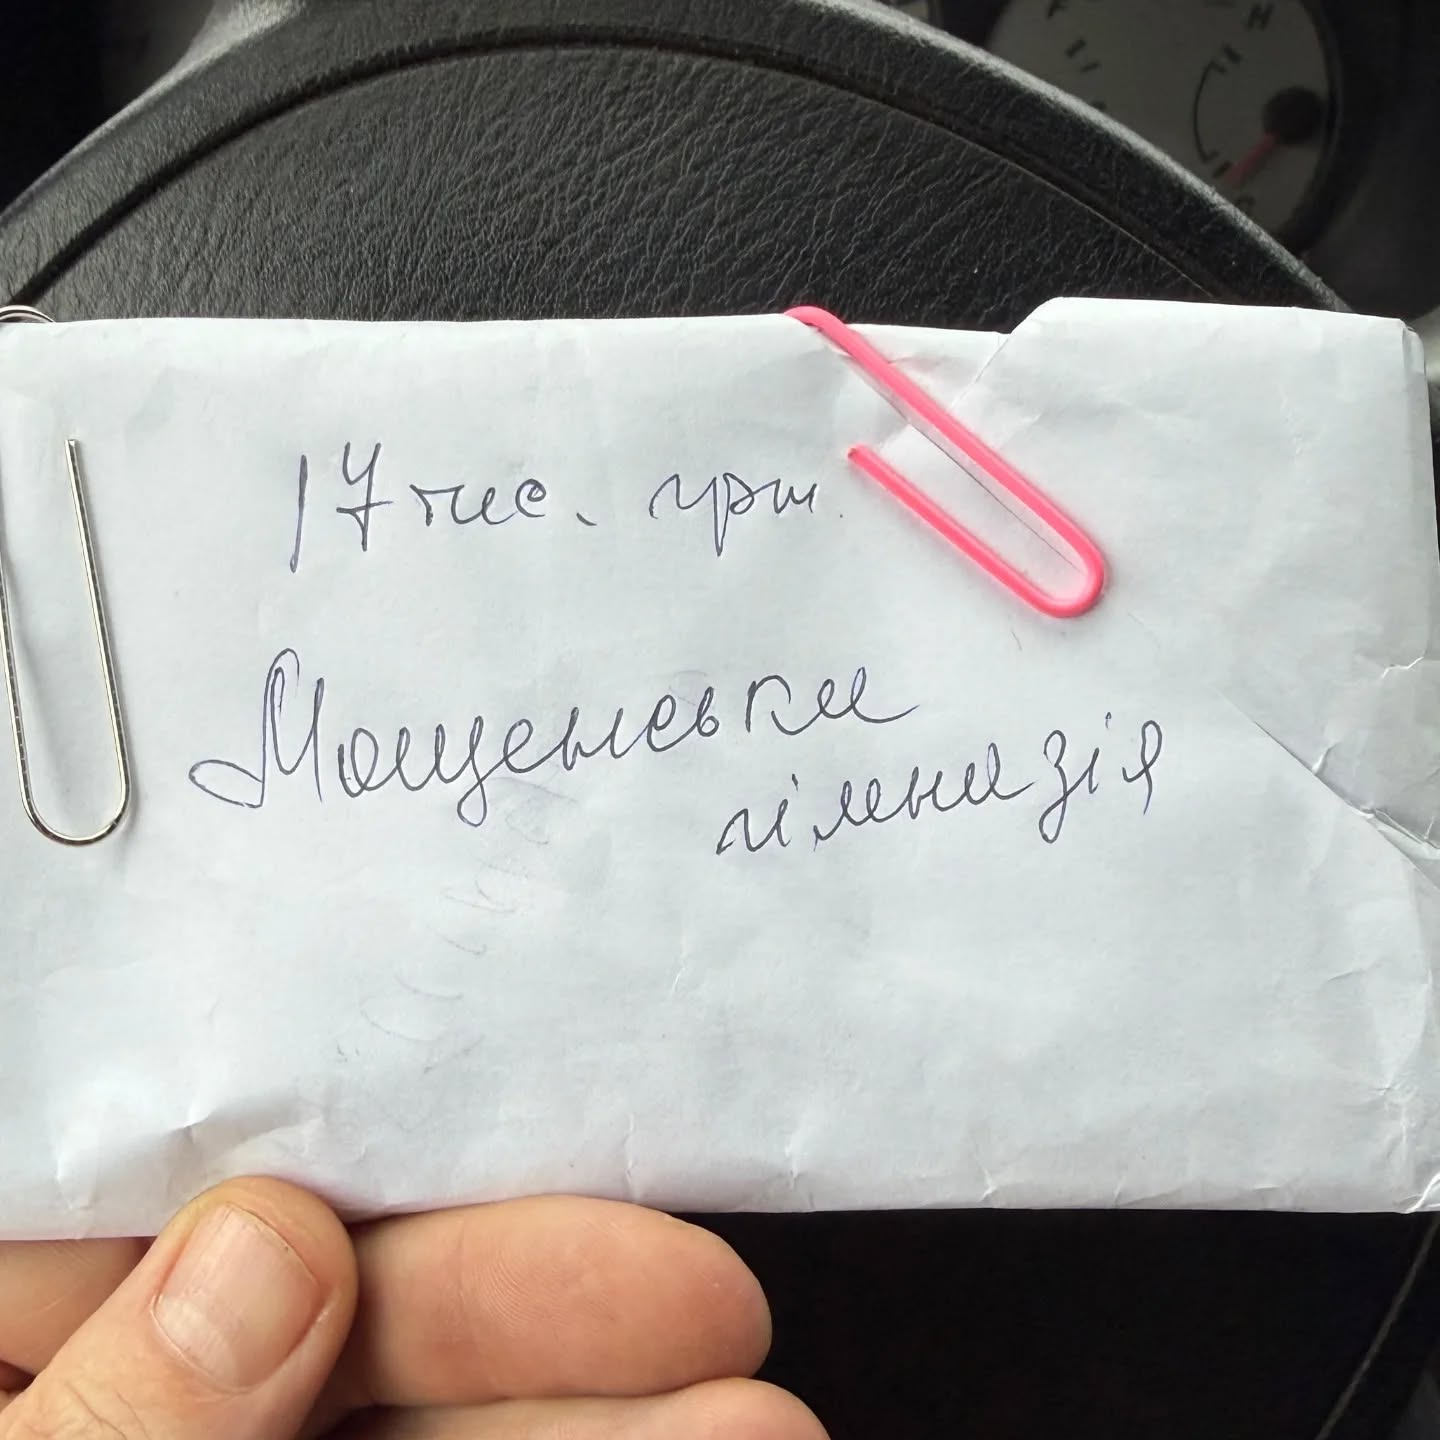 17 тис. грн.
Мощенська
гімназія